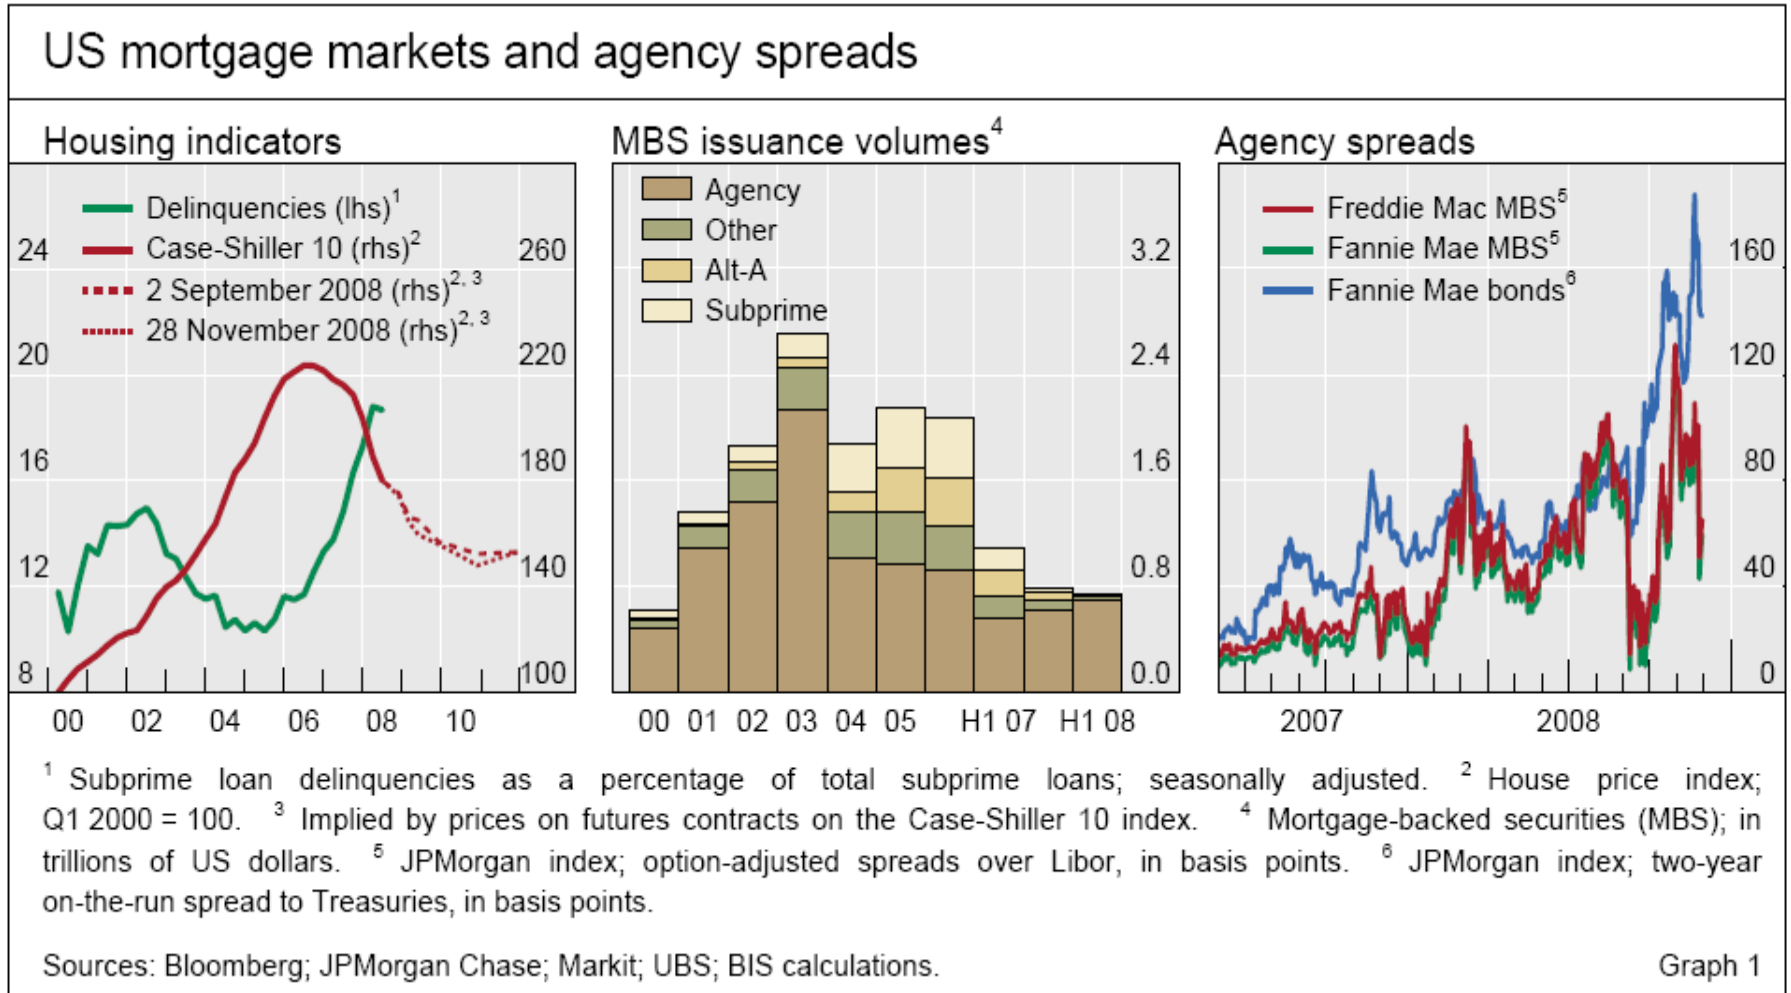 US mortgage markets and agency spreads
Housing indicators
Delinquencies (lhs)1
Case-Shiller 10 (rhs)2
2 September 2008 (rhs)2, 3
28 November 2008 (rhs)2, 3
24
20
16
12
8
260
220
180
140
100
00 02 04 06 08 10
MBS issuance volumes4
Agency
Other
Alt-A
Subprime
3.2
2.4
1.6
0.8
0.0
00 01 02 03 04 05 H1 07 H1 08
Agency spreads
Freddie Mac MBS5
Fannie Mae MBS5
Fannie Mae bonds6
160
120
80
40
0
2007 2008
1 Subprime loan delinquencies as a percentage of total subprime loans; seasonally adjusted. 2 House price index;
Q1 2000 = 100. 3 Implied by prices on futures contracts on the Case-Shiller 10 index. 4 Mortgage-backed securities (MBS); in
trillions of US dollars. 5 JPMorgan index; option-adjusted spreads over Libor, in basis points. 6 JPMorgan index; two-year
on-the-run spread to Treasuries, in basis points.
Sources: Bloomberg; JPMorgan Chase; Markit; UBS; BIS calculations.
Graph 1